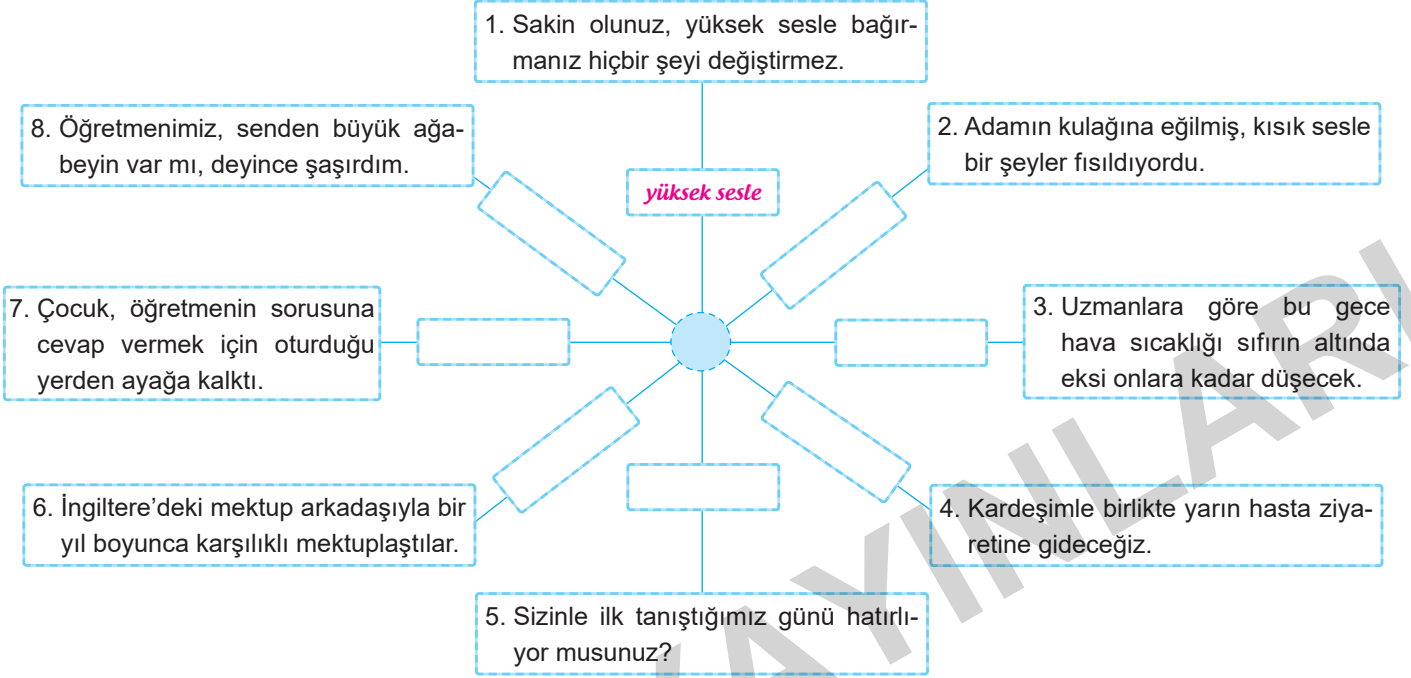 1. Sakin olunuz, yüksek sesle bağır-
manız hiçbir şeyi değiştirmez.
yüksek sesle
2. Adamın kulağına eğilmiş, kısık sesle
bir şeyler fısıldıyordu.
3. Uzmanlara göre bu gece
hava sıcaklığı sıfırın altında
eksi onlara kadar düşecek.
4. Kardeşimle birlikte yarın hasta ziya-
retine gideceğiz.
5. Sizinle ilk tanıştığımız günü hatırlı-
yor musunuz?
6. İngiltere’deki mektup arkadaşıyla bir
yıl boyunca karşılıklı mektuplaştılar.
7. Çocuk, öğretmenin sorusuna
cevap vermek için oturduğu
yerden ayağa kalktı.
8. Öğretmenimiz, senden büyük ağa-
beyin var mı, deyince şaşırdım.
YAYINLARI